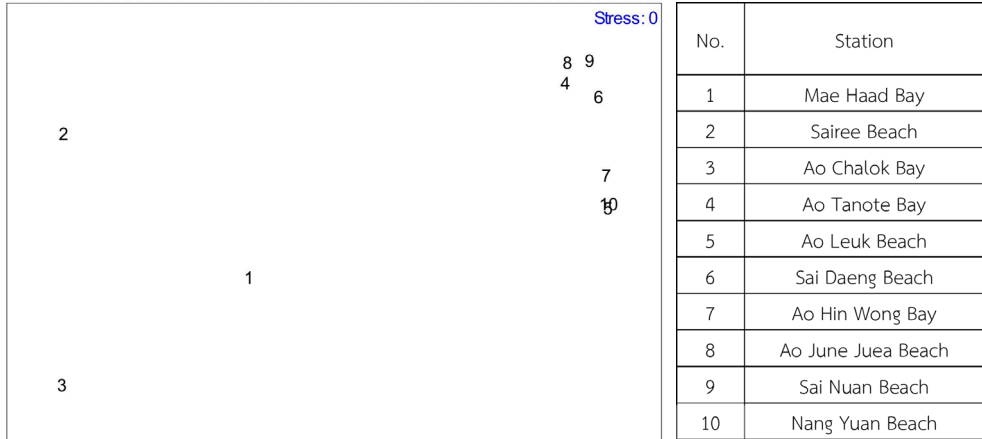 Stress: 0
8 9
4
6
2
7
10
5
1
3
No. Station
1 Mae Haad Bay
2 Sairee Beach
3 Ao Chalok Bay
4 Ao Tanote Bay
5 Ao Leuk Beach
6 Sai Daeng Beach
7 Ao Hin Wong Bay
8 Ao June Juea Beach
9 Sai Nuan Beach
10 Nang Yuan Beach